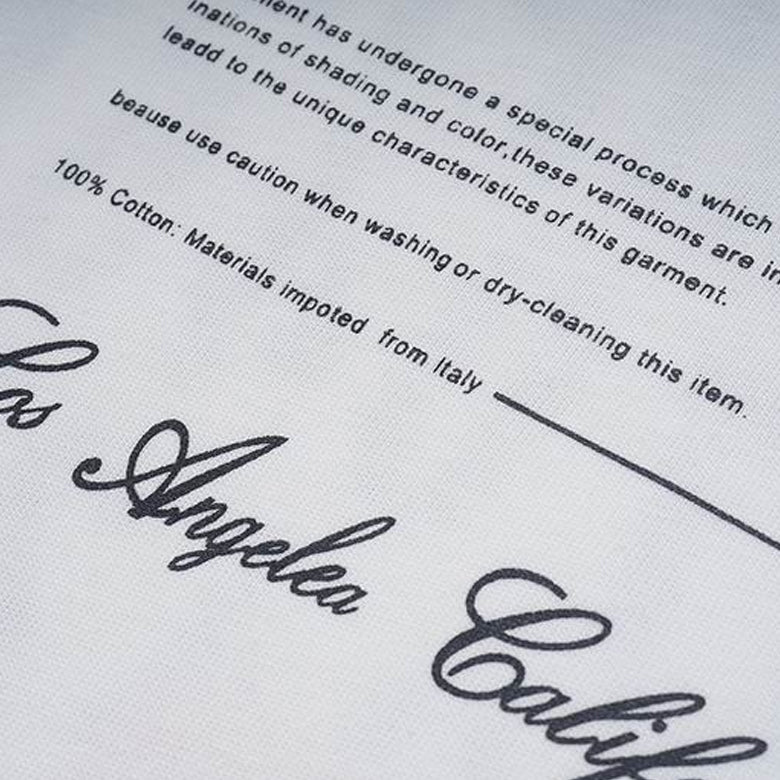 has undergone a special process which
inations of shading and color,these variations are in
leadd to the unique characteristics of this garment.
beause use caution when washing or dry-cleaning this item.
100% Cotton: Materials impoted from Italy
Los Angelea Calif